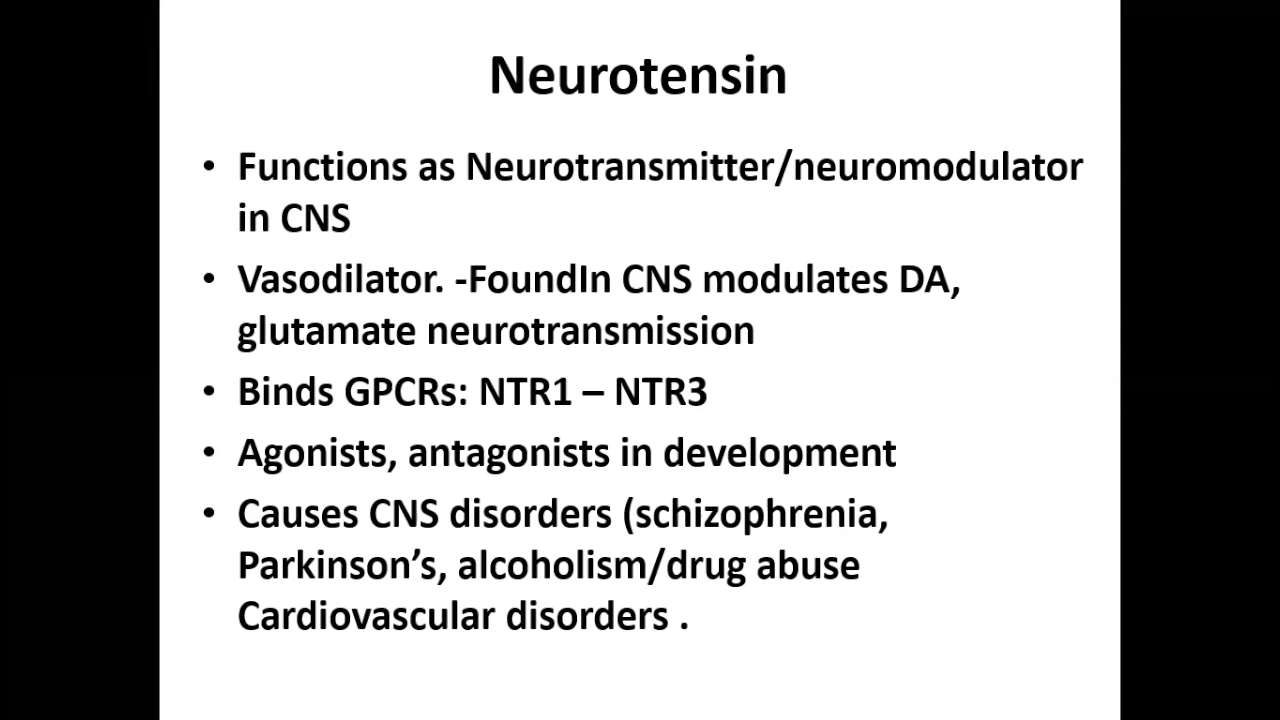 Neurotensin
• Functions as Neurotransmitter/neuromodulator
in CNS
• Vasodilator. -FoundIn CNS modulates DA,
glutamate neurotransmission
• Binds GPCRs: NTR1 – NTR3
• Agonists, antagonists in development
• Causes CNS disorders (schizophrenia,
Parkinson’s, alcoholism/drug abuse
Cardiovascular disorders .